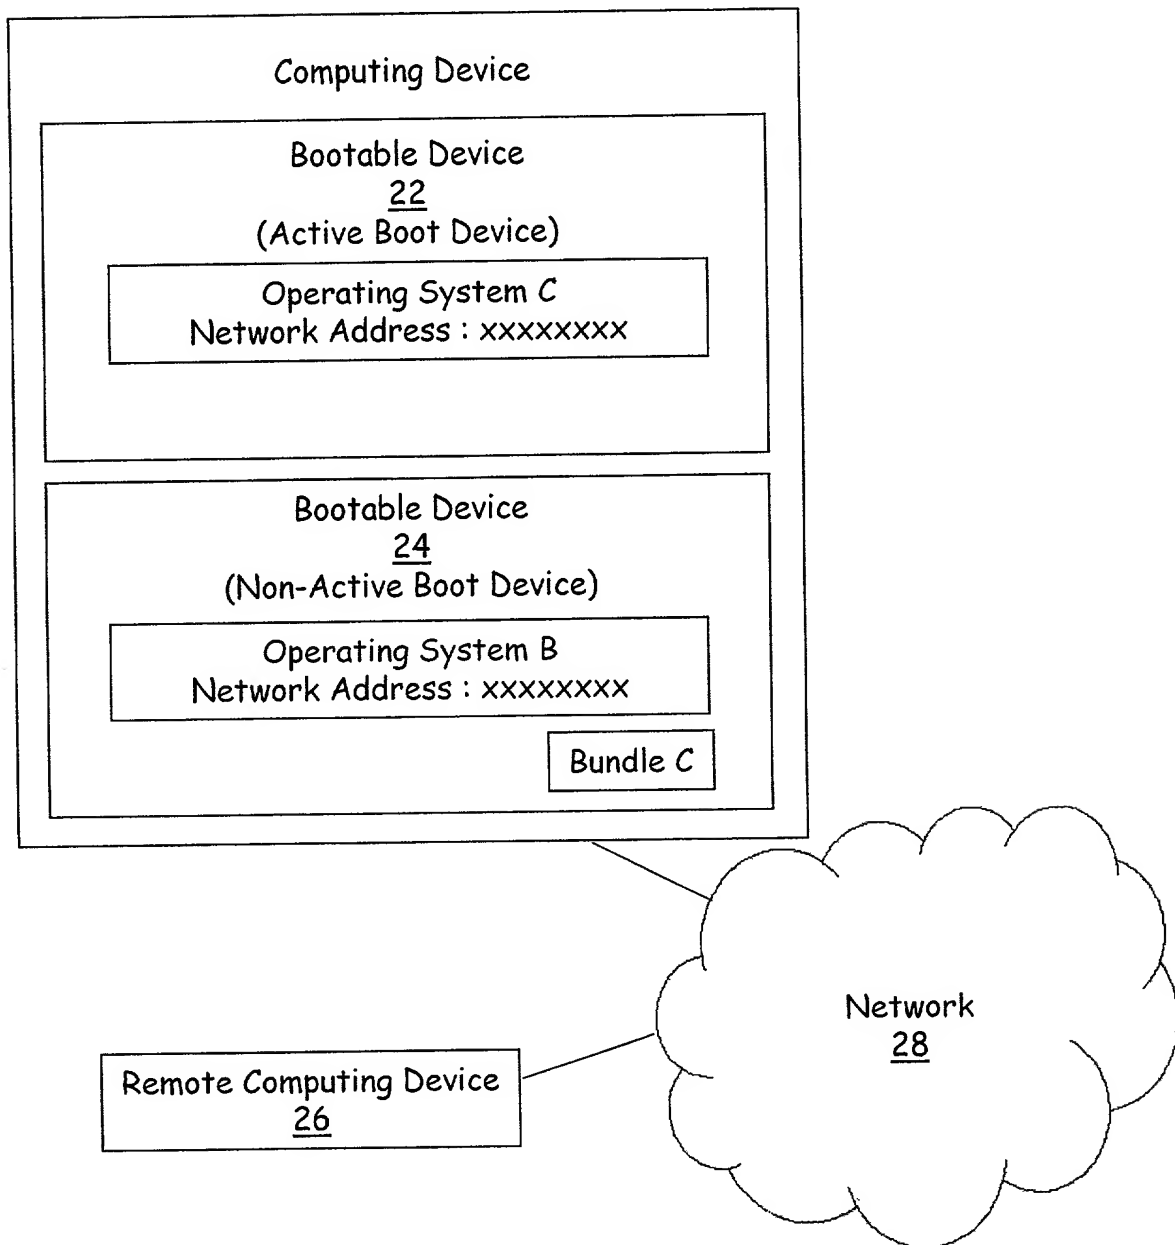 Computing Device
Bootable Device
22
(Active Boot Device)
Operating System C
Network Address : xxxxxxxx
Bootable Device
24
(Non-Active Boot Device)
Operating System B
Network Address : xxxxxxxx
Bundle C
Network
28
Remote Computing Device
26